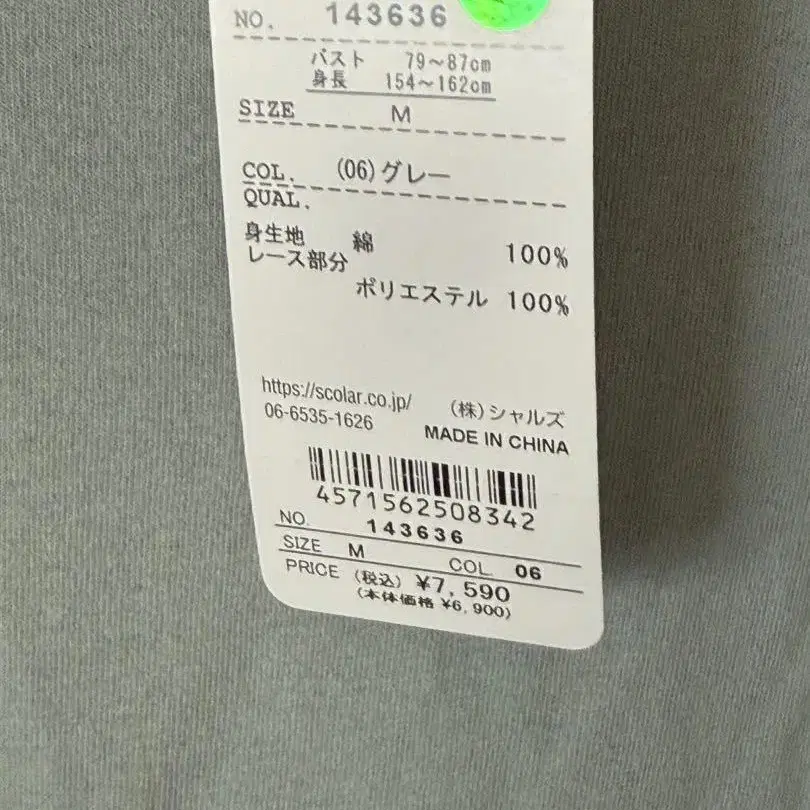 NO. 143636
バスト 79～87cm
身長 154～162cm
SIZE M
COL. (06)グレー
QUAL.
身生地 綿 100%
レース部分
ポリエステル 100%
https://scolar.co.jp/ (株)シャルズ
06-6535-1626 MADE IN CHINA
4571562508342
NO. 143636
SIZE M COL. 06
PRICE (税込) ¥7,590
(本体価格 ¥6,900)